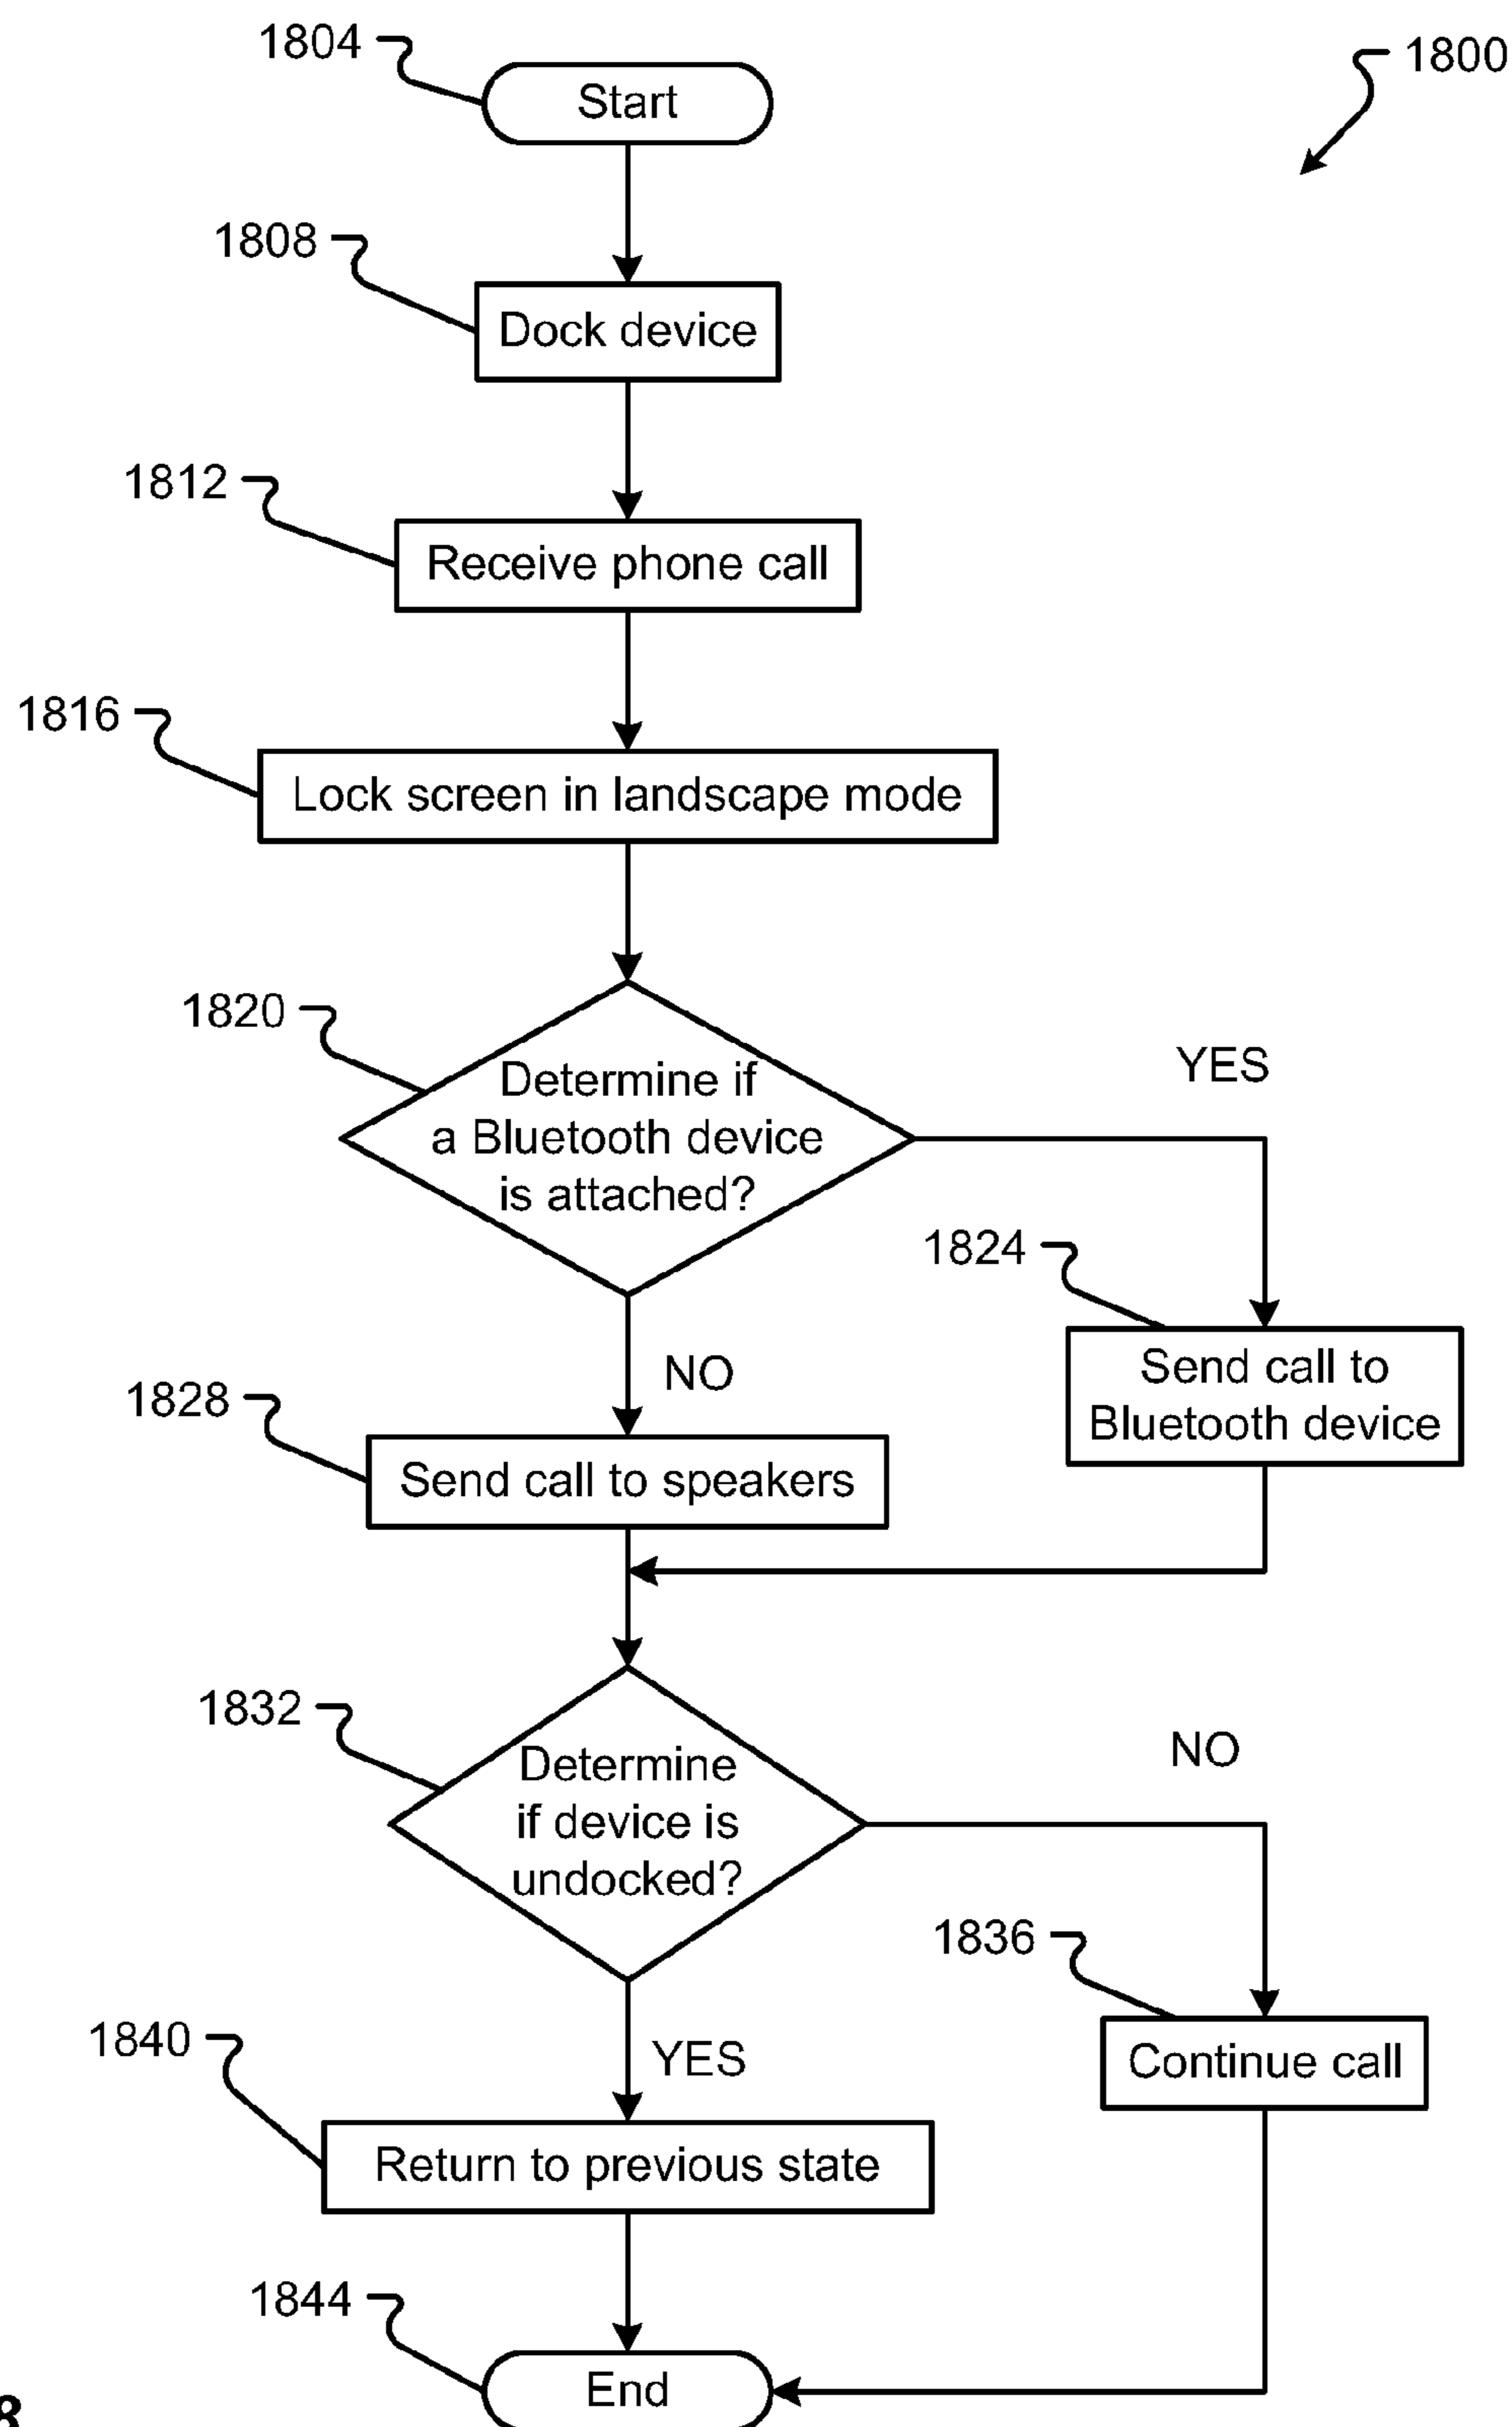 1804
Start
1800
1808
Dock device
1812
Receive phone call
1816
Lock screen in landscape mode
1820
Determine if
a Bluetooth device
is attached?
YES
1824
Send call to
Bluetooth device
NO
1828
Send call to speakers
1832
Determine
if device is
undocked?
NO
1836
Continue call
YES
1840
Return to previous state
1844
End
8